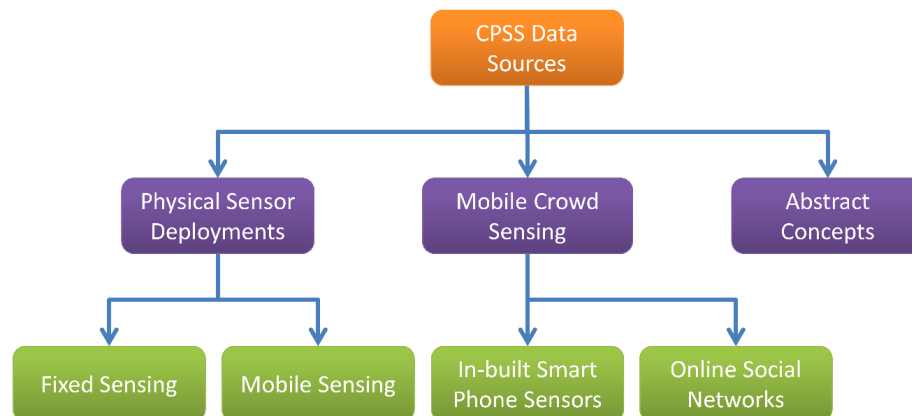 CPSS Data
Sources
Physical Sensor
Deployments
Mobile Crowd
Sensing
Abstract
Concepts
Fixed Sensing
Mobile Sensing
In-built Smart
Phone Sensors
Online Social
Networks